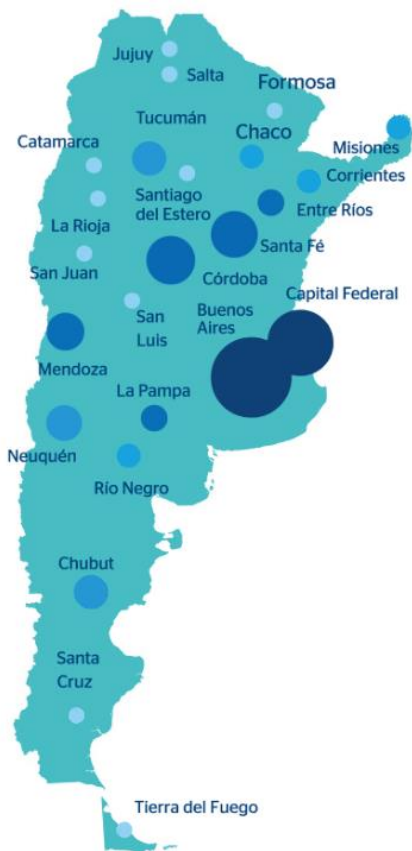 Jujuy
Salta
Formosa
Tucumán
Chaco
Catamarca
Misiones
Corrientes
Santiago
del Estero
Entre Ríos
La Rioja
Santa Fé
San Juan
Córdoba
Capital Federal
Buenos
Aires
San
Luis
Mendoza
La Pampa
Neuquén
Río Negro
Chubut
Santa
Cruz
Tierra del Fuego